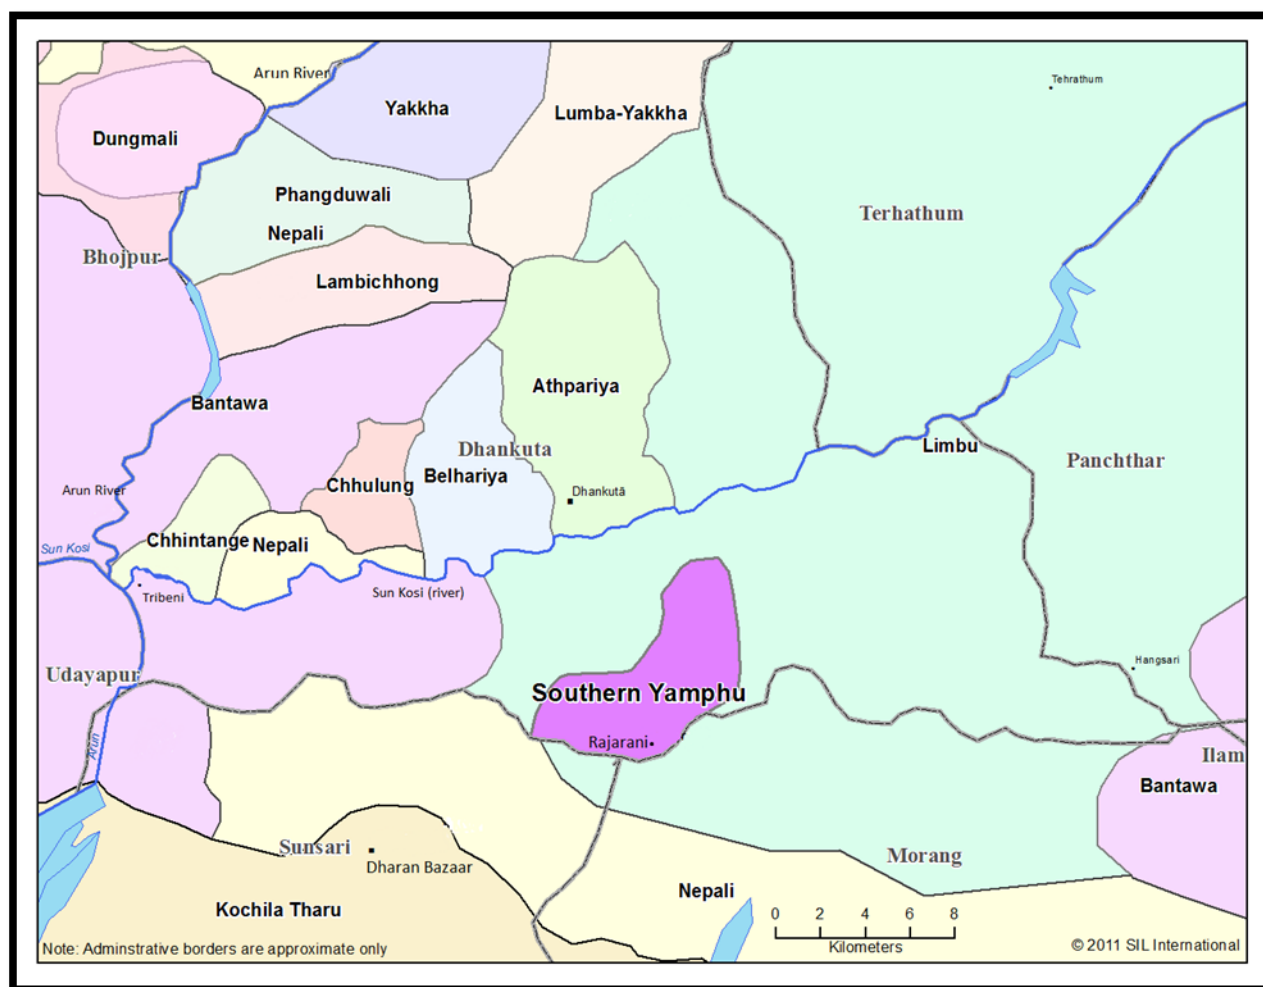 Tehrathum
Arun River
Yakkha
Lumba-Yakkha
Dungmali
Phangduwali
Terhathum
Nepali
Bhojpur
Lambichhong
Athpariya
Bantawa
Limbu
Dhankuta
Panchthar
Belhariya
Chhulung
Arun River
Dhankutā
Chhintange
Nepali
Sun Kosi
Tribeni
Sun Kosi (river)
Hangsari
Udayapur
Southern Yamphu
Rajarani
Arun
Ilam
Bantawa
Sunsari
Morang
Dharan Bazaar
Nepali
Kochila Tharu
0 2 4 6 8
Kilometers
Note: Adminstrative borders are approximate only
© 2011 SIL International